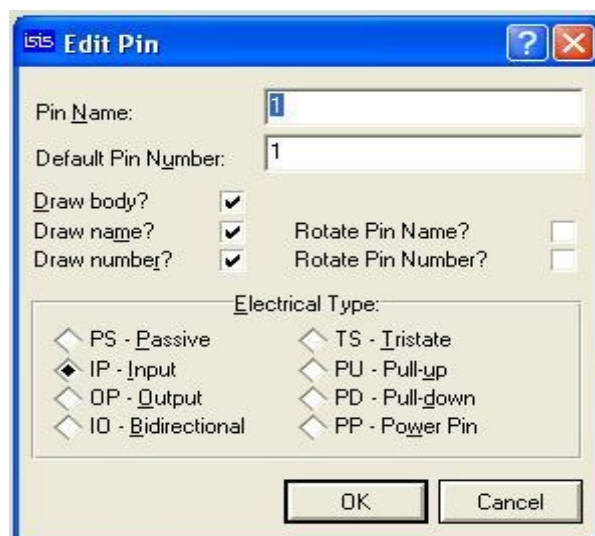 isis Edit Pin
Pin Name: 1
Default Pin Number: 1
Draw body?
Draw name? Rotate Pin Name?
Draw number? Rotate Pin Number?
Electrical Type:
PS - Passive TS - Tristate
IP - Input PU - Pull-up
OP - Output PD - Pull-down
IO - Bidirectional PP - Power Pin
OK Cancel